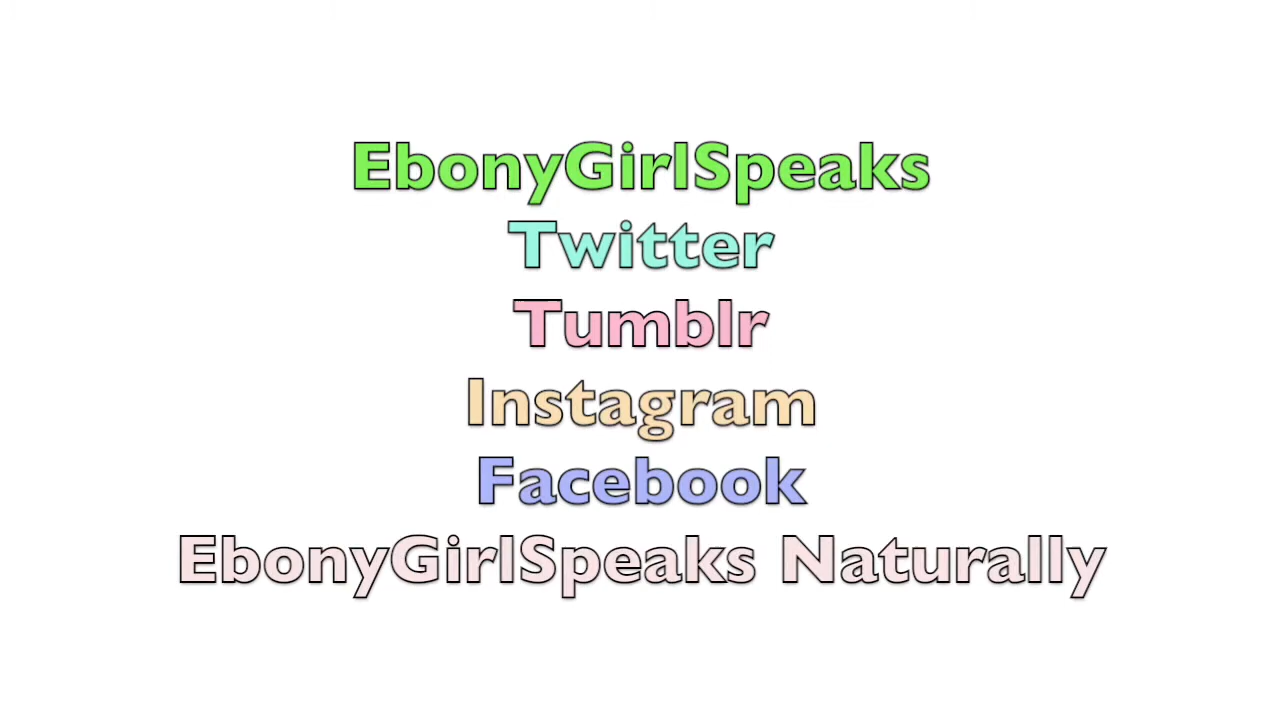 EbonyGirlSpeaks
Twitter
Tumblr
Instagram
Facebook
EbonyGirlSpeaks Naturally